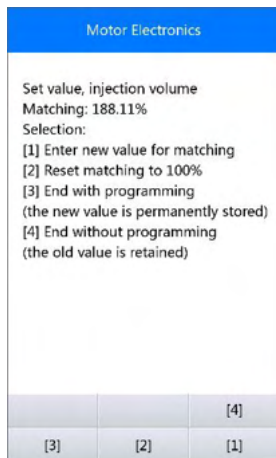 Motor Electronics
Set value, injection volume
Matching: 188.11%
Selection:
[1] Enter new value for matching
[2] Reset matching to 100%
[3] End with programming
(the new value is permanently stored)
[4] End without programming
(the old value is retained)
[4]
[3] [2] [1]